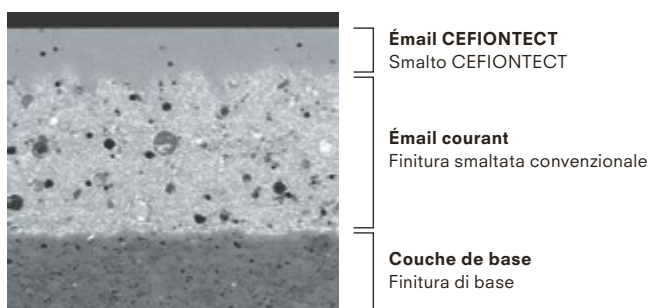 Émail CEFIONTECT
Smalto CEFIONTECT
Émail courant
Finitura smaltata convenzionale
Couche de base
Finitura di base